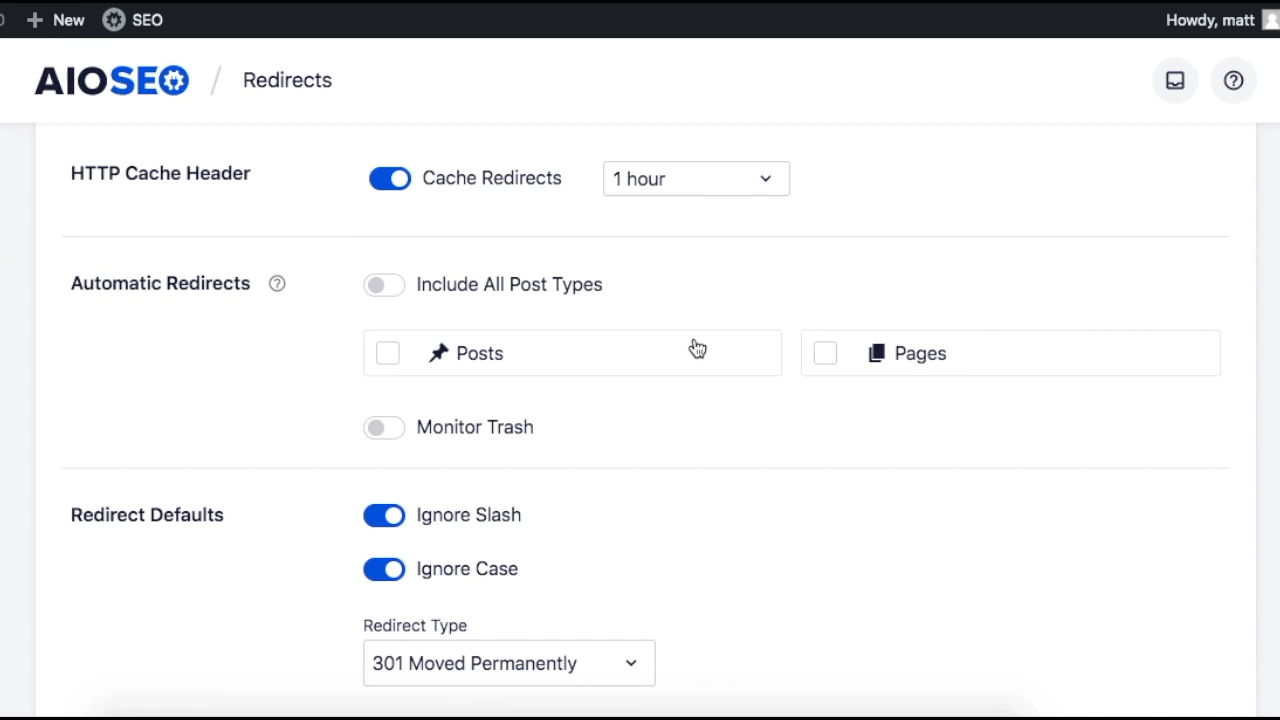 New
SEO
Howdy, matt
AIOSEO / Redirects
HTTP Cache Header
Cache Redirects
1 hour
Automatic Redirects
Include All Post Types
Posts
Pages
Monitor Trash
Redirect Defaults
Ignore Slash
Ignore Case
Redirect Type
301 Moved Permanently